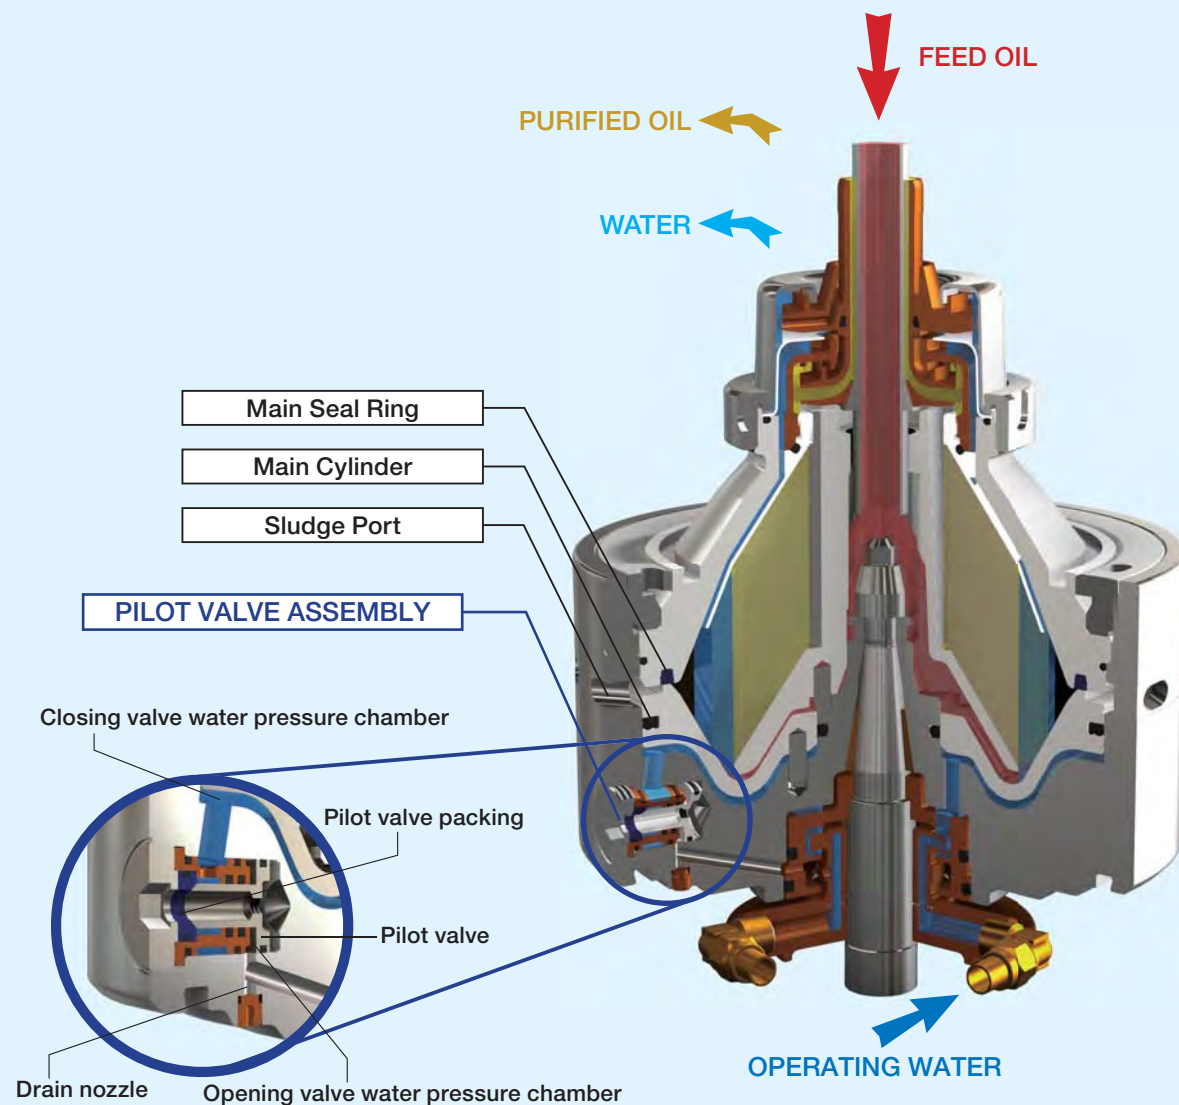 FEED OIL
PURIFIED OIL
WATER
Main Seal Ring
Main Cylinder
Sludge Port
PILOT VALVE ASSEMBLY
Closing valve water pressure chamber
Pilot valve packing
Pilot valve
Drain nozzle
Opening valve water pressure chamber
OPERATING WATER